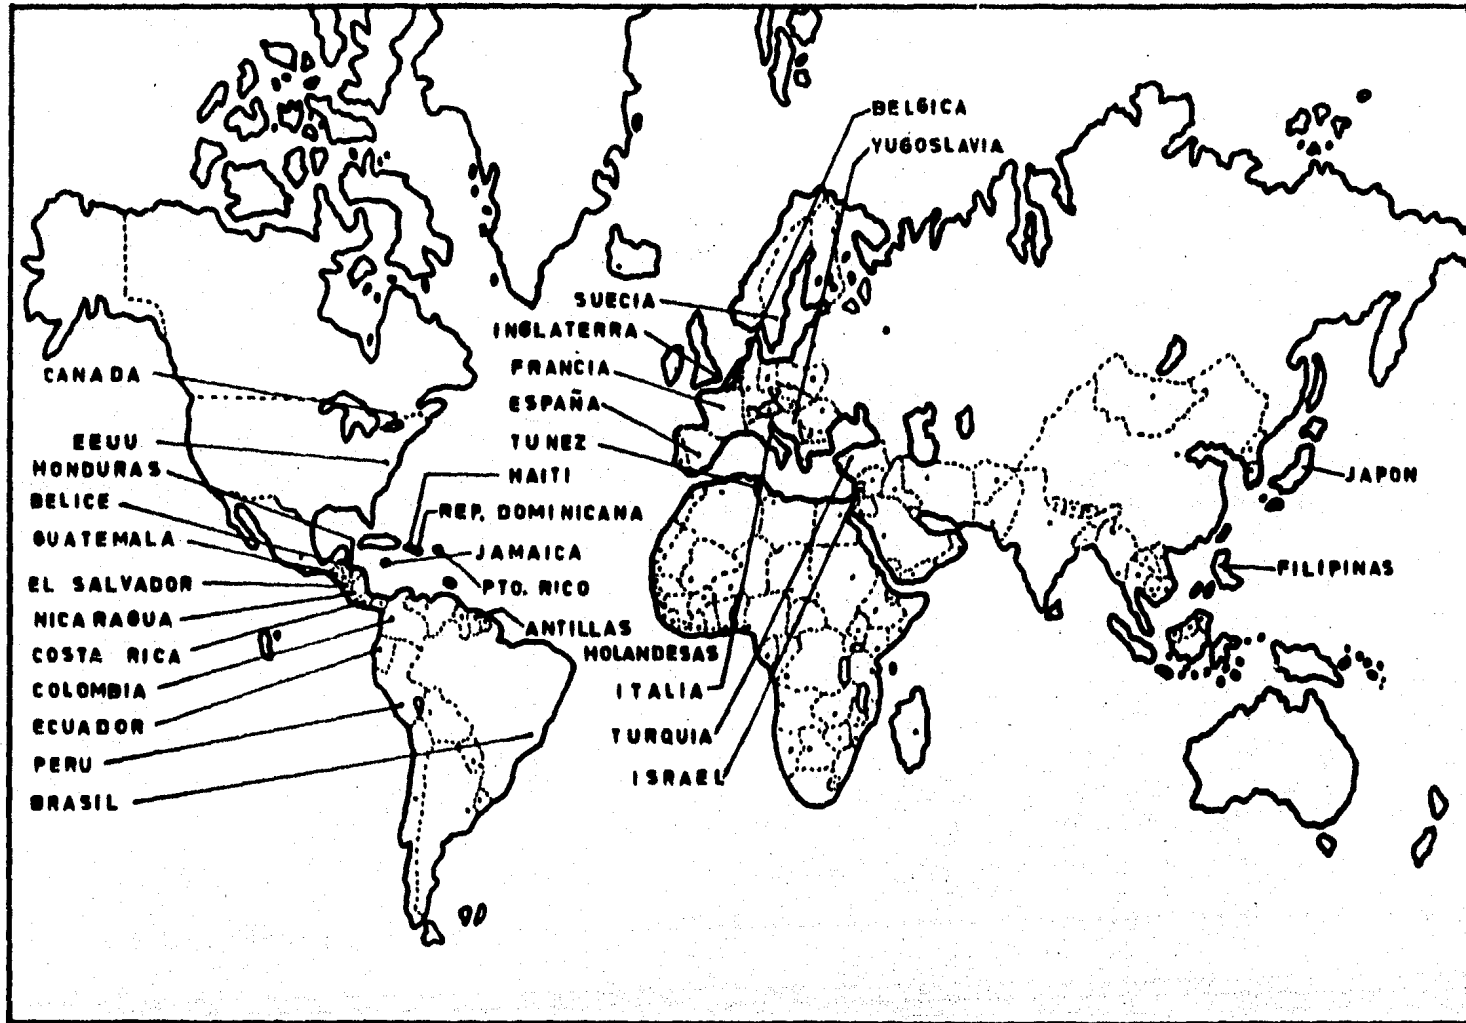 BELGICA
YUGOSLAVIA
SUECIA
INGLATERRA
FRANCIA
ESPAÑA
TUNEZ
HAITI
REP. DOMINICANA
JAMAICA
PTO. RICO
ANTILLAS
HOLANDESAS
ITALIA
TURQUIA
ISRAEL
CANADA
EEUU
HONDURAS
BELICE
GUATEMALA
EL SALVADOR
NICARAGUA
COSTA RICA
COLOMBIA
ECUADOR
PERU
BRASIL
JAPON
FILIPINAS